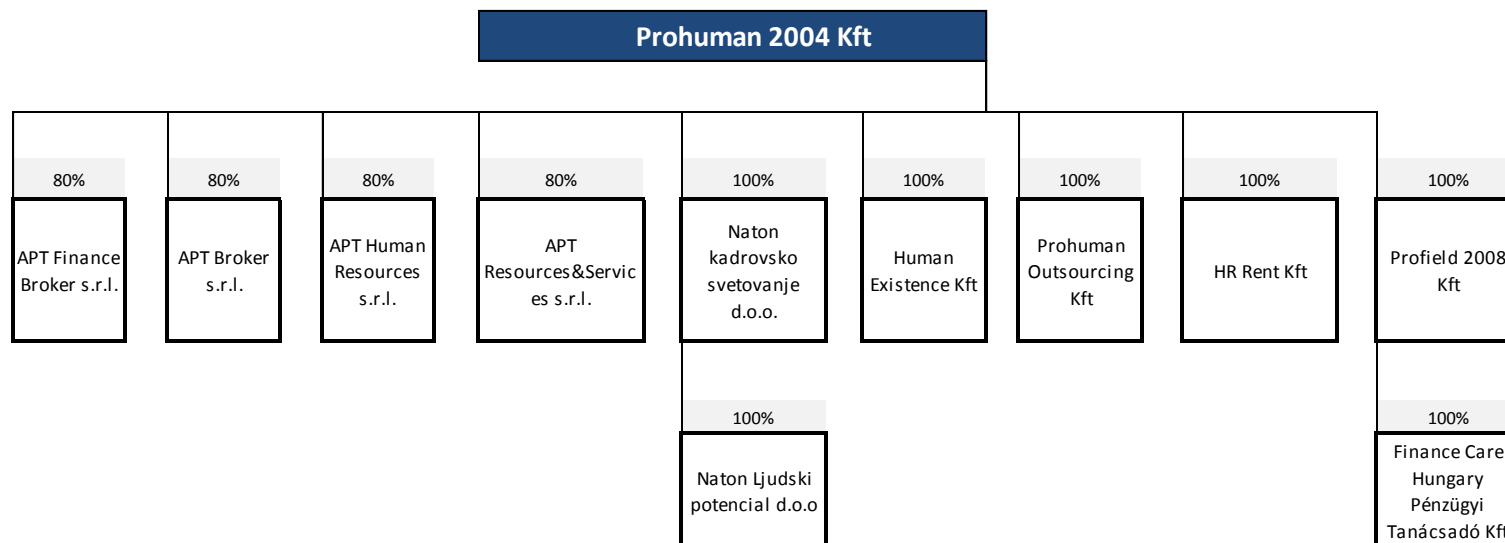 Prohuman 2004 Kft
80%
80%
80%
80%
100%
100%
100%
100%
100%
APT Finance
Broker s.r.l.
APT Broker
s.r.l.
APT Human
Resources
s.r.l.
APT
Resources&Servic
es s.r.l.
Naton
kadrovsko
svetovanje
d.o.o.
Human
Existence Kft
Prohuman
Outsourcing
Kft
HR Rent Kft
Profield 2008
Kft
100%
100%
Naton Ljudski
potencial d.o.o
Finance Care
Hungary
Pénzügyi
Tanácsadó Kft